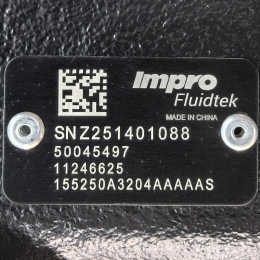 Impro
Fluidtek
MADE IN CHINA
SNZ251401088
50045497
11246625
155250A3204AAAAAS